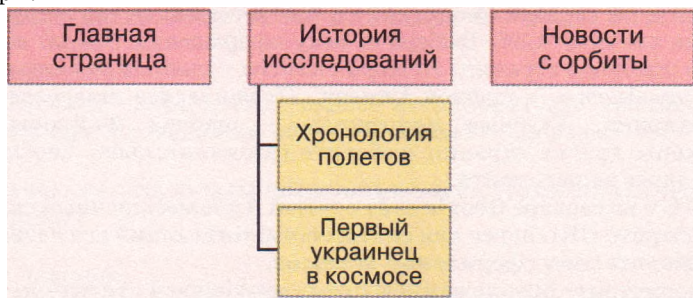 Главная
страница
История
исследований
Новости
с орбиты
Хронология
полетов
Первый
украинец
в космосе